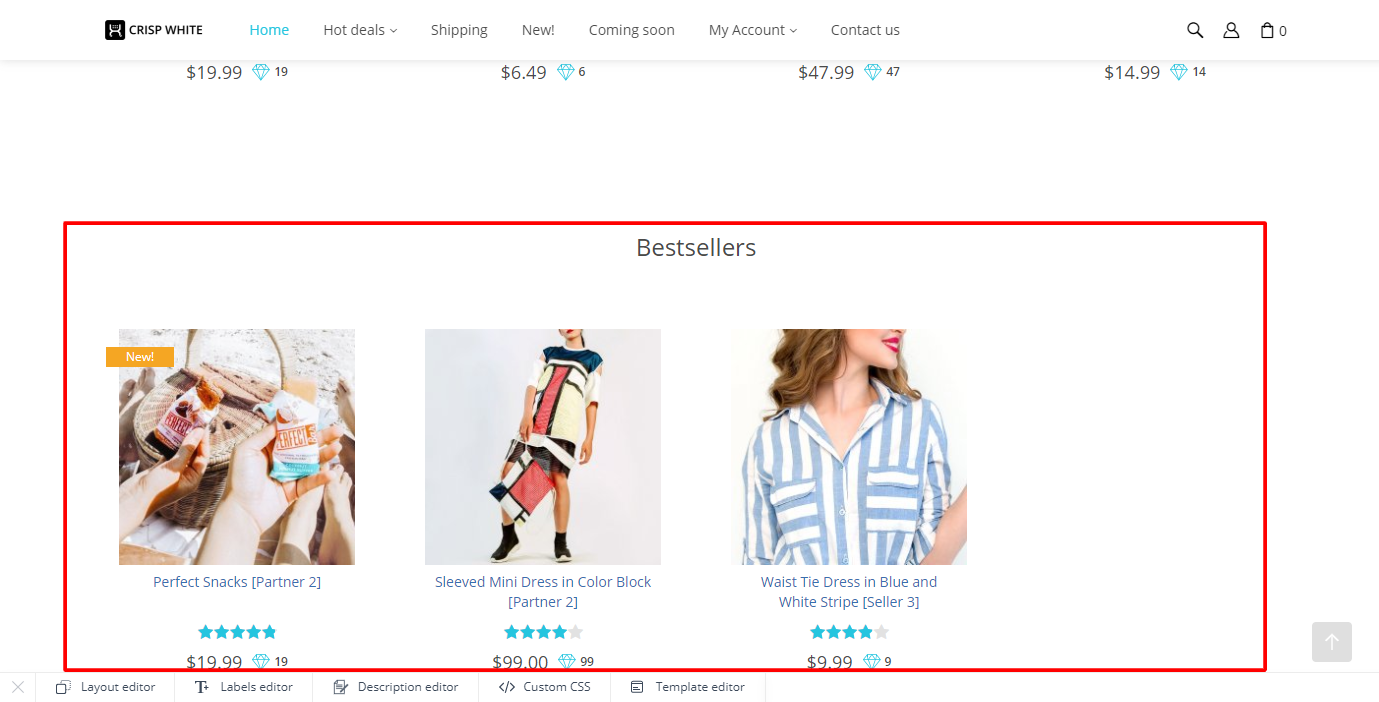 CRISP WHITE Home Hot deals Shipping New! Coming soon My Account Contact us 0
$19.99 19 $6.49 6 $47.99 47 $14.99 14
Bestsellers
New!
PERFECT
PERFECT
Perfect Snacks [Partner 2]
Sleeved Mini Dress in Color Block
[Partner 2]
Waist Tie Dress in Blue and
White Stripe [Seller 3]
$19.99 19 $99.00 99 $9.99 9
Layout editor Labels editor Description editor Custom CSS Template editor